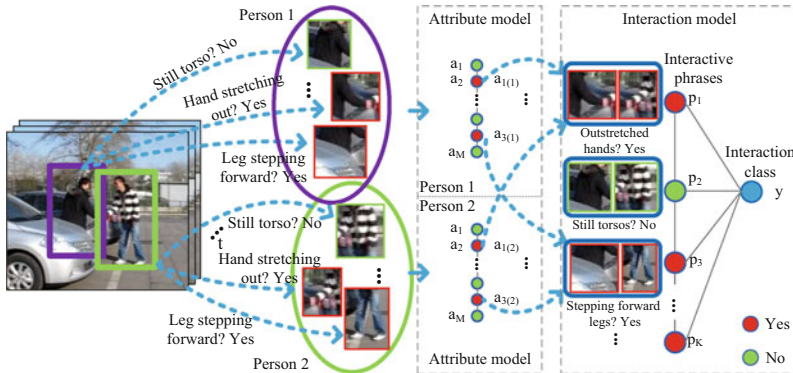 Person 1
Still torso? No
Hand stretching
out? Yes
Leg stepping
forward? Yes
t
Still torso? No
Hand stretching
out? Yes
Leg stepping
forward? Yes
Person 2
Attribute model
a1
a2
a1(1)
a3(1)
aM
Person 1
Person 2
a1
a2
a1(2)
a3(2)
aM
Attribute model
Interaction model
Interactive
phrases
p1
Outstretched
hands? Yes
p2
Still torsos? No
p3
Stepping forward
legs? Yes
pK
Interaction
class
y
Yes
No